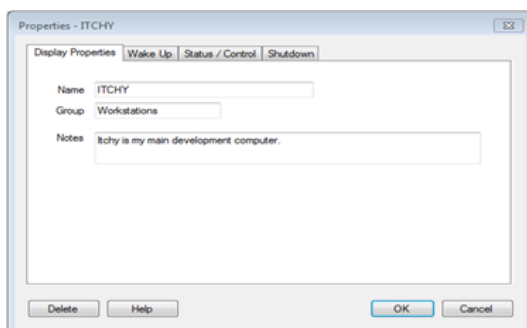 Properties - ITCHY
Display Properties Wake Up Status / Control Shutdown
Name ITCHY
Group Workstations
Notes Itchy is my main development computer.
Delete Help OK Cancel